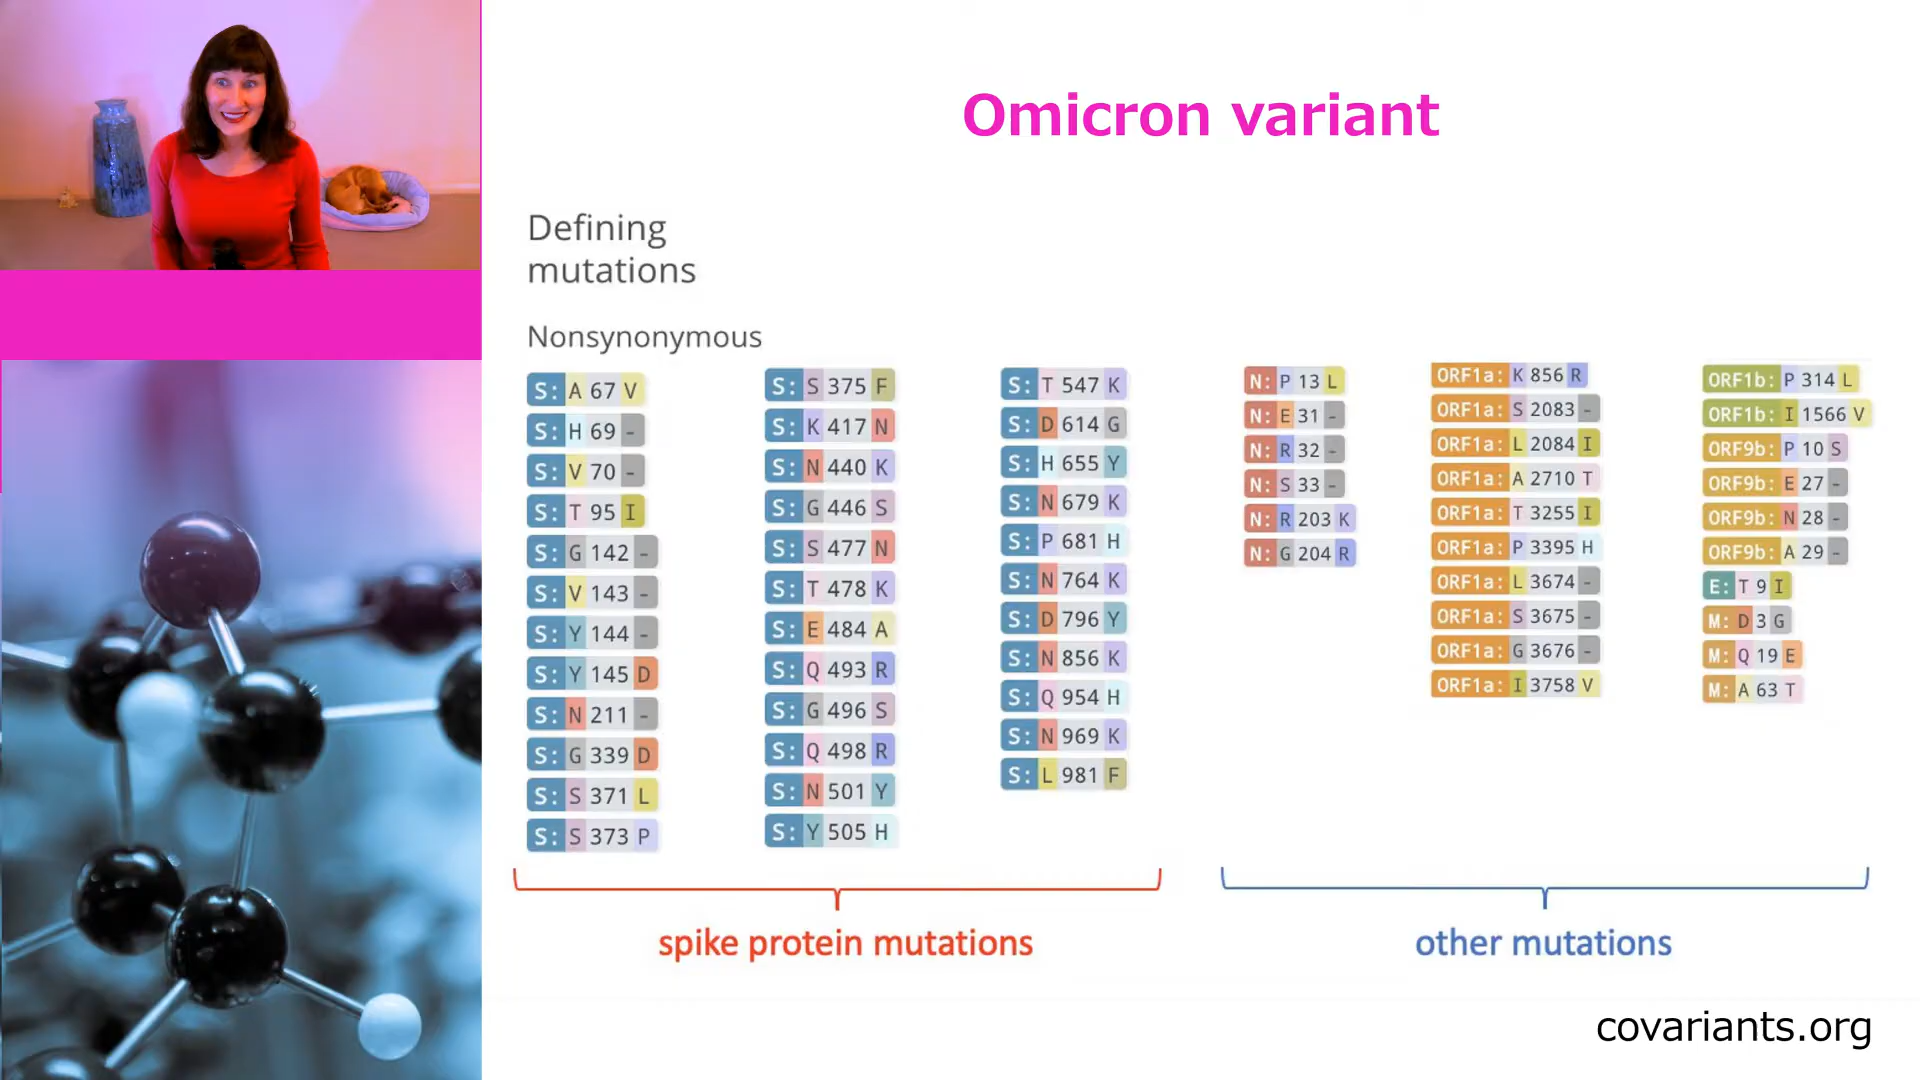 Omicron variant
Defining
mutations
Nonsynonymous
S: A 67 V
S: H 69 -
S: V 70 -
S: T 95 I
S: G 142 -
S: V 143 -
S: Y 144 -
S: Y 145 D
S: N 211 -
S: G 339 D
S: S 371 L
S: S 373 P
S: S 375 F
S: K 417 N
S: N 440 K
S: G 446 S
S: S 477 N
S: T 478 K
S: E 484 A
S: Q 493 R
S: G 496 S
S: Q 498 R
S: N 501 Y
S: Y 505 H
S: T 547 K
S: D 614 G
S: H 655 Y
S: N 679 K
S: P 681 H
S: N 764 K
S: D 796 Y
S: N 856 K
S: Q 954 H
S: N 969 K
S: L 981 F
spike protein mutations
N: P 13 L
N: E 31 -
N: R 32 -
N: S 33 -
N: R 203 K
N: G 204 R
ORF1a: K 856 R
ORF1a: S 2083 -
ORF1a: L 2084 I
ORF1a: A 2710 T
ORF1a: T 3255 I
ORF1a: P 3395 H
ORF1a: L 3674 -
ORF1a: S 3675 -
ORF1a: G 3676 -
ORF1a: I 3758 V
ORF1b: P 314 L
ORF1b: I 1566 V
ORF9b: P 10 S
ORF9b: E 27 -
ORF9b: N 28 -
ORF9b: A 29 -
E: T 9 I
M: D 3 G
M: Q 19 E
M: A 63 T
other mutations
covariants.org